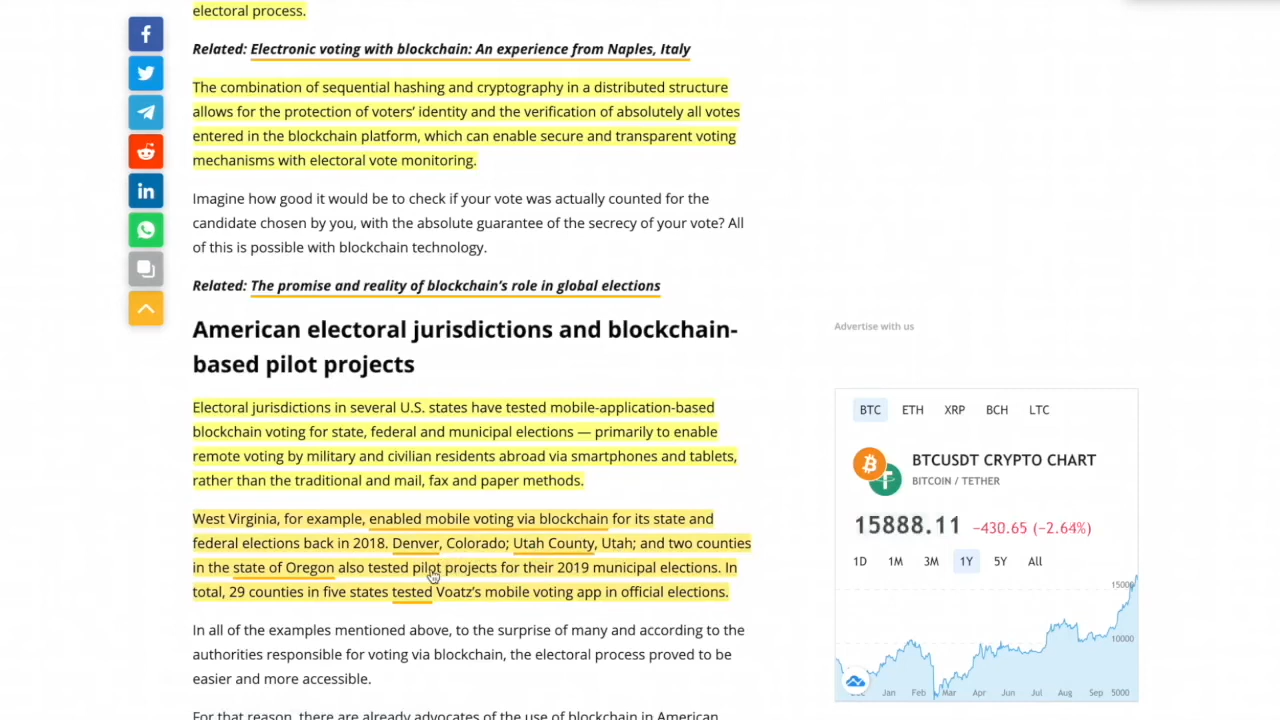 electoral process.
Related: Electronic voting with blockchain: An experience from Naples, Italy
The combination of sequential hashing and cryptography in a distributed structure
allows for the protection of voters’ identity and the verification of absolutely all votes
entered in the blockchain platform, which can enable secure and transparent voting
mechanisms with electoral vote monitoring.
Imagine how good it would be to check if your vote was actually counted for the
candidate chosen by you, with the absolute guarantee of the secrecy of your vote? All
of this is possible with blockchain technology.
Related: The promise and reality of blockchain’s role in global elections
American electoral jurisdictions and blockchain-
based pilot projects
Electoral jurisdictions in several U.S. states have tested mobile-application-based
blockchain voting for state, federal and municipal elections — primarily to enable
remote voting by military and civilian residents abroad via smartphones and tablets,
rather than the traditional and mail, fax and paper methods.
West Virginia, for example, enabled mobile voting via blockchain for its state and
federal elections back in 2018. Denver, Colorado; Utah County, Utah; and two counties
in the state of Oregon also tested pilot projects for their 2019 municipal elections. In
total, 29 counties in five states tested Voatz’s mobile voting app in official elections.
In all of the examples mentioned above, to the surprise of many and according to the
authorities responsible for voting via blockchain, the electoral process proved to be
easier and more accessible.
For that reason, there are already advocates of the use of blockchain in American
Advertise with us
BTC ETH XRP BCH LTC
BTCUSDT CRYPTO CHART
BITCOIN / TETHER
15888.11 −430.65 (−2.64%)
1D 1M 3M 1Y 5Y All
15000
10000
Jan Feb Mar Apr Jun Jul Aug Sep 5000